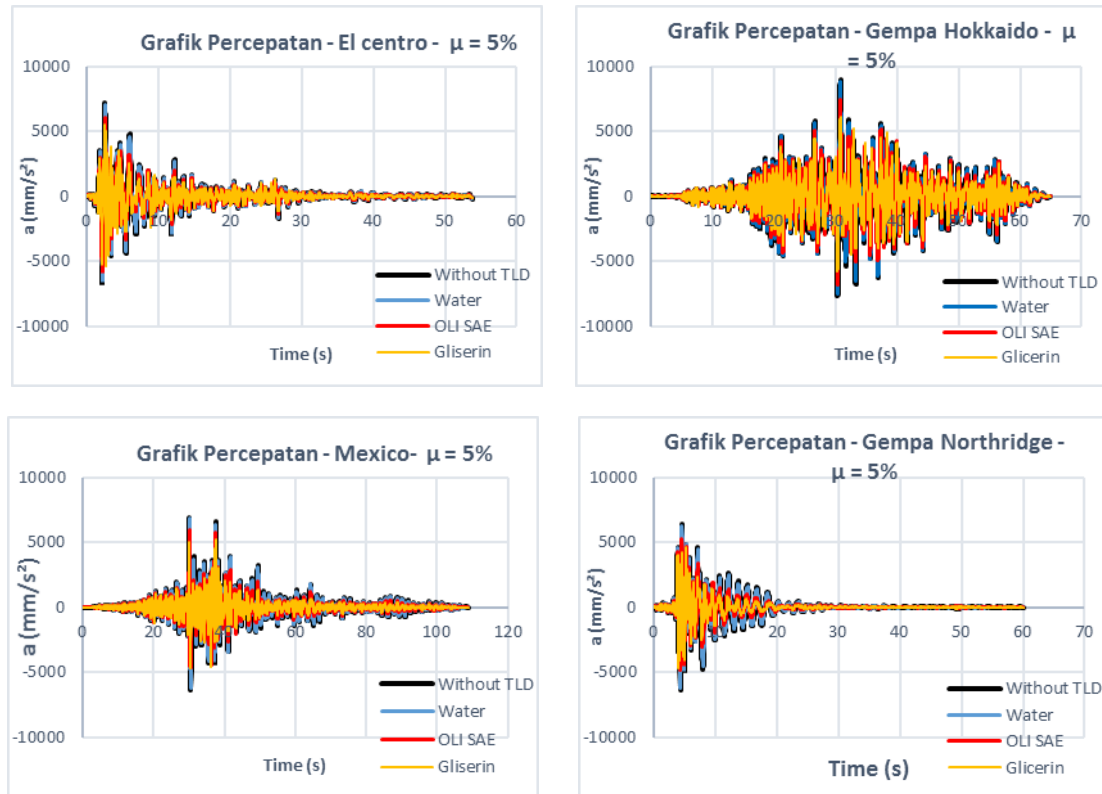 Grafik Percepatan - El centro - μ = 5%
10000
5000
0
-5000
-10000
a (mm/s²)
0 10 20 30 40 50 60
Without TLD
Water
OLI SAE
Gliserin
Time (s)
Grafik Percepatan - Gempa Hokkaido - μ
= 5%
10000
5000
0
-5000
-10000
a (mm/s²)
0 10 20 30 40 50 60 70
Without TLD
Water
OLI SAE
Glicerin
Time (s)
Grafik Percepatan - Mexico- μ = 5%
10000
5000
0
-5000
-10000
a (mm/s²)
0 20 40 60 80 100 120
Without TLD
Water
OLI SAE
Gliserin
Time (s)
Grafik Percepatan - Gempa Northridge -
μ = 5%
10000
5000
0
-5000
-10000
a (mm/s²)
0 10 20 30 40 50 60 70
Without TLD
Water
OLI SAE
Glicerin
Time (s)